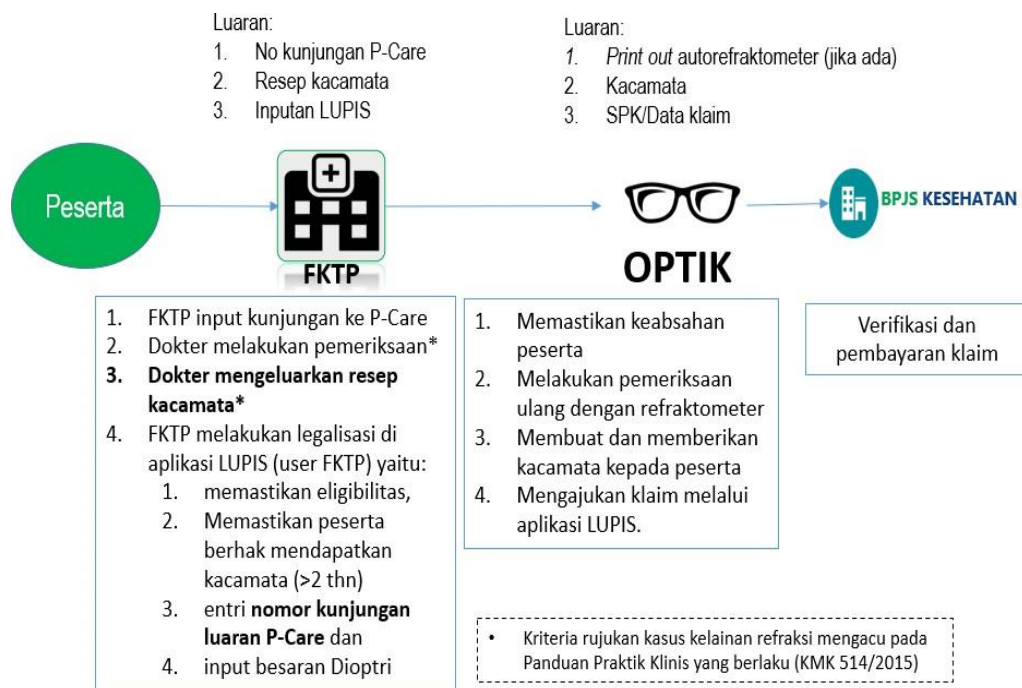 Luaran:
1. No kunjungan P-Care
2. Resep kacamata
3. Inputan LUPIS
Luaran:
1. Print out autorefraktometer (jika ada)
2. Kacamata
3. SPK/Data klaim
Peserta
FKTP
OPTIK
BPJS KESEHATAN
1. FKTP input kunjungan ke P-Care
2. Dokter melakukan pemeriksaan*
3. Dokter mengeluarkan resep
kacamata*
4. FKTP melakukan legalisasi di
aplikasi LUPIS (user FKTP) yaitu:
1. memastikan eligibilitas,
2. Memastikan peserta
berhak mendapatkan
kacamata (>2 thn)
3. entri nomor kunjungan
luaran P-Care dan
4. input besaran Dioptri
1. Memastikan keabsahan
peserta
2. Melakukan pemeriksaan
ulang dengan refraktometer
3. Membuat dan memberikan
kacamata kepada peserta
4. Mengajukan klaim melalui
aplikasi LUPIS.
Verifikasi dan
pembayaran klaim
• Kriteria rujukan kasus kelainan refraksi mengacu pada
Panduan Praktik Klinis yang berlaku (KMK 514/2015)